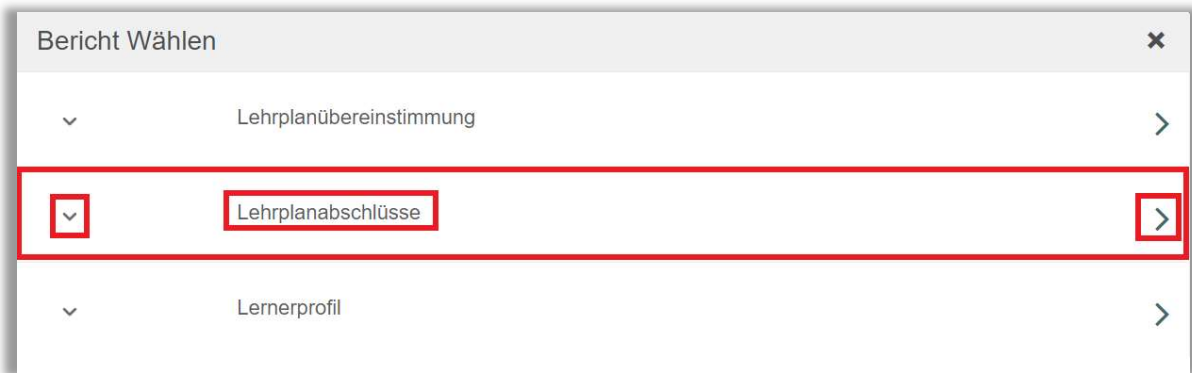 Bericht Wählen
Lehrplanübereinstimmung
Lehrplanabschlüsse
Lernerprofil